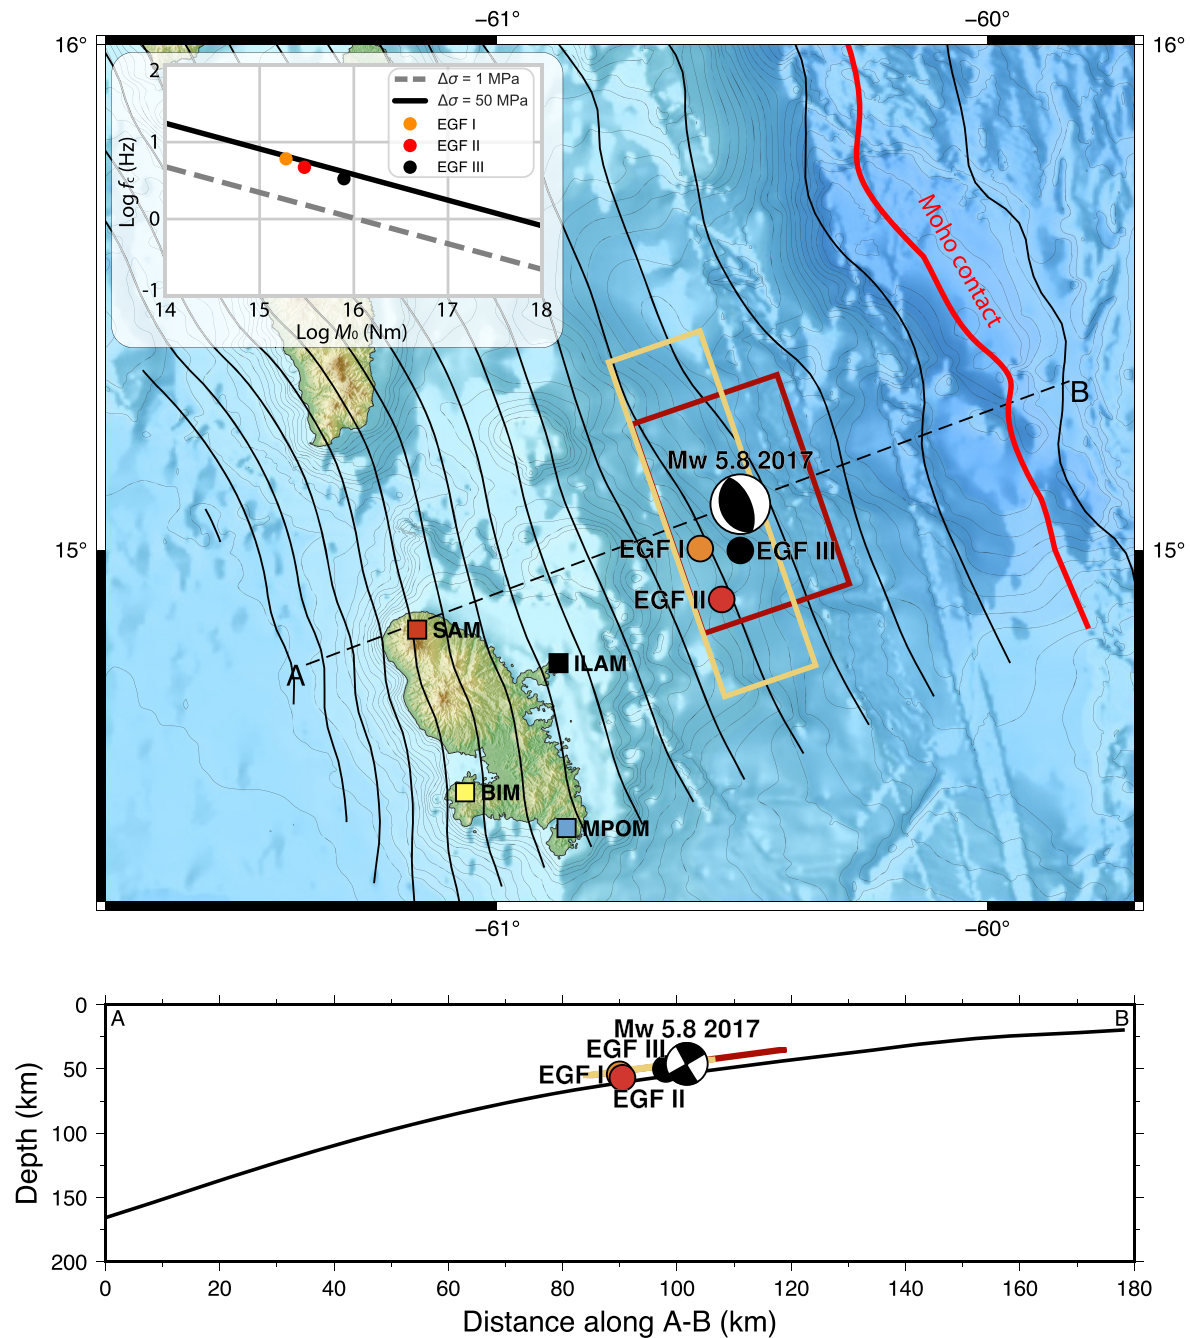 −61°
−60°
16°
16°
2
1
0
-1
Log fc (Hz)
Δσ = 1 MPa
Δσ = 50 MPa
EGF I
EGF II
EGF III
14
15
16
17
18
Log M0 (Nm)
Moho contact
B
Mw 5.8 2017
15°
EGF I
EGF III
15°
EGF II
SAM
ILAM
A
BIM
MPOM
−61°
−60°
0
50
100
150
200
Depth (km)
A
B
Mw 5.8 2017
EGF III
EGF I
EGF II
0
20
40
60
80
100
120
140
160
180
Distance along A-B (km)